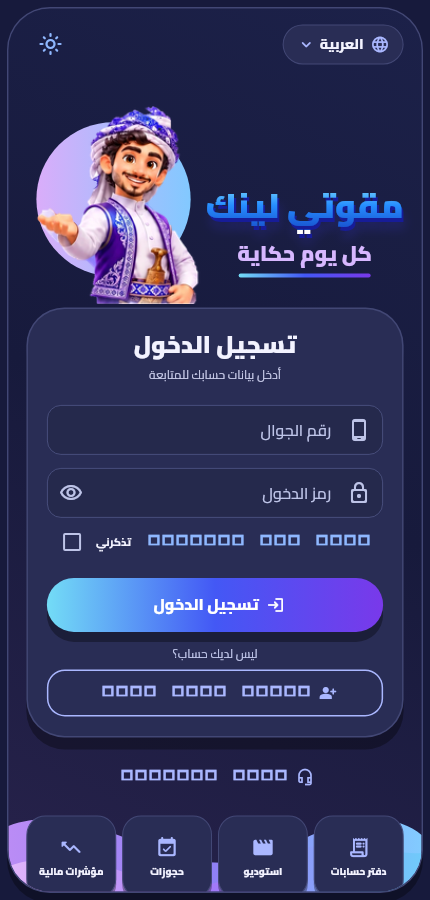 العربية
مقوتي لينك
كل يوم حكاية
تسجيل الدخول
أدخل بيانات حسابك للمتابعة
رقم الجوال
رمز الدخول
تذكرني
تسجيل الدخول
ليس لديك حساب؟
دفتر حسابات
استوديو
حجوزات
مؤشرات مالية